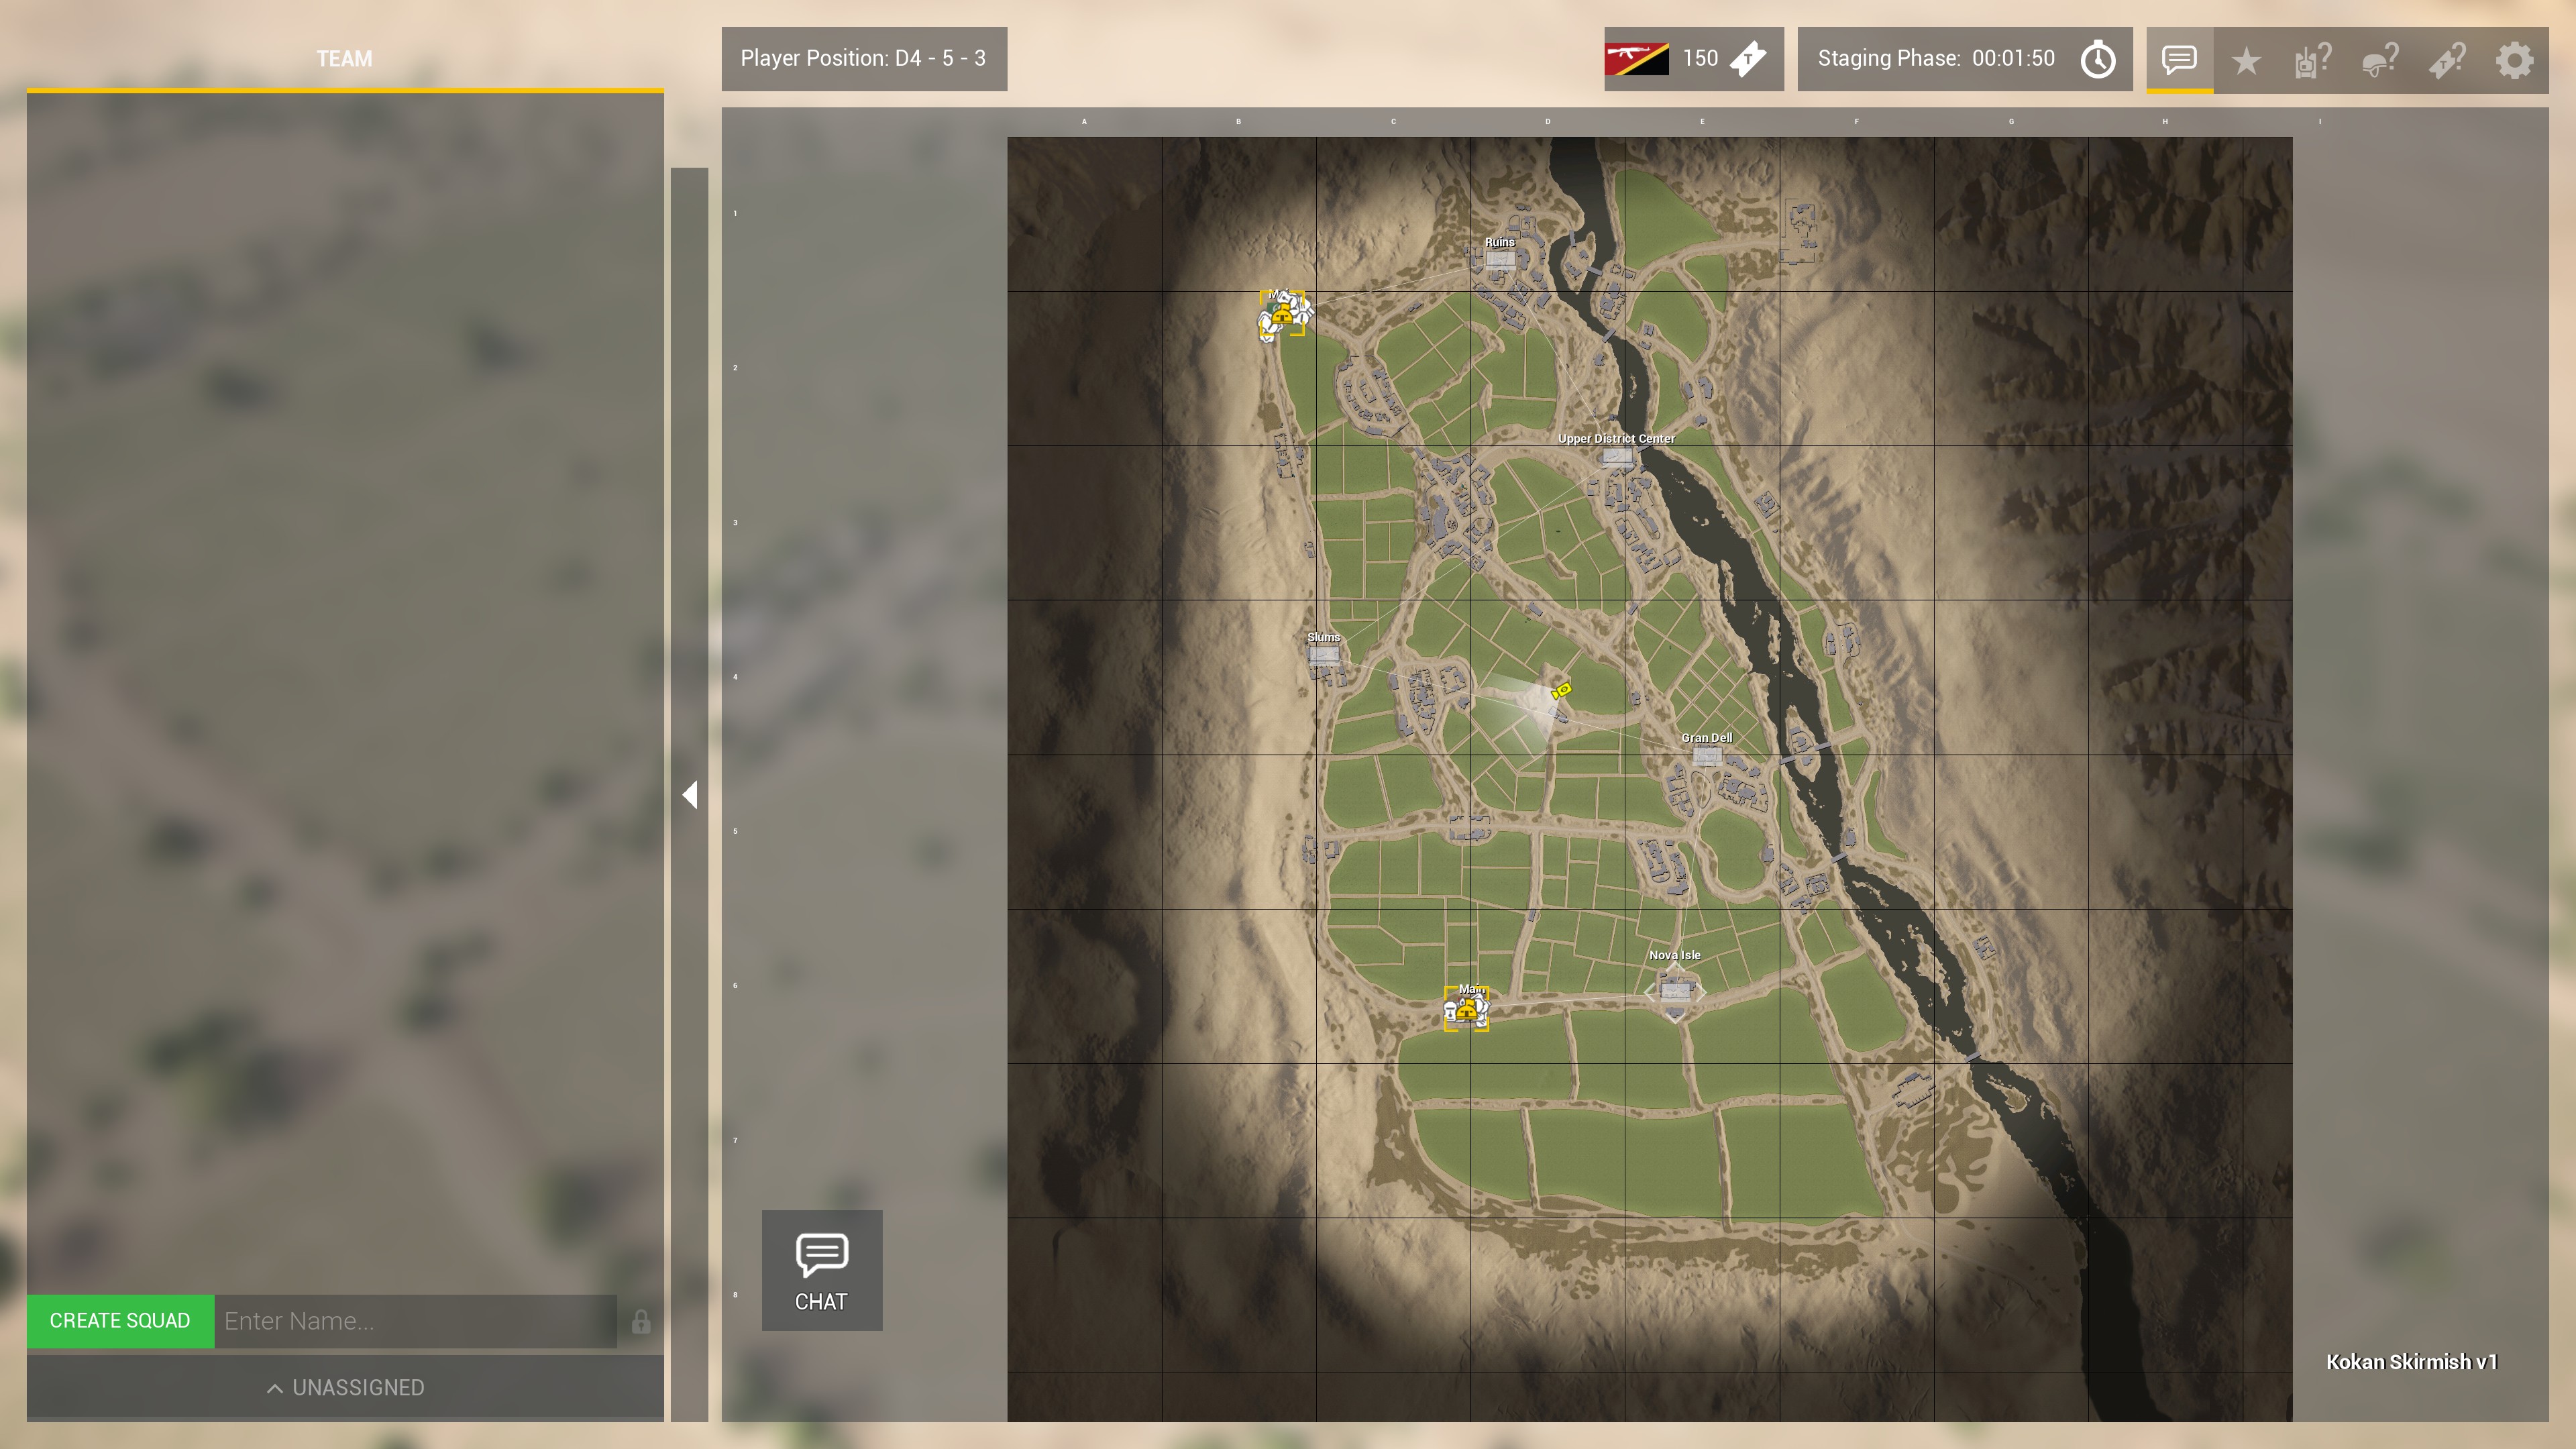 TEAM
Player Position: D4 - 5 - 3
150
T
Staging Phase: 00:01:50
A B C D E F G H I
1
Ruins
2
Upper District Center
3
Slums
4
Gran Dell
5
Nova Isle
6
Main
7
8
CHAT
CREATE SQUAD
Enter Name...
UNASSIGNED
Kokan Skirmish v1